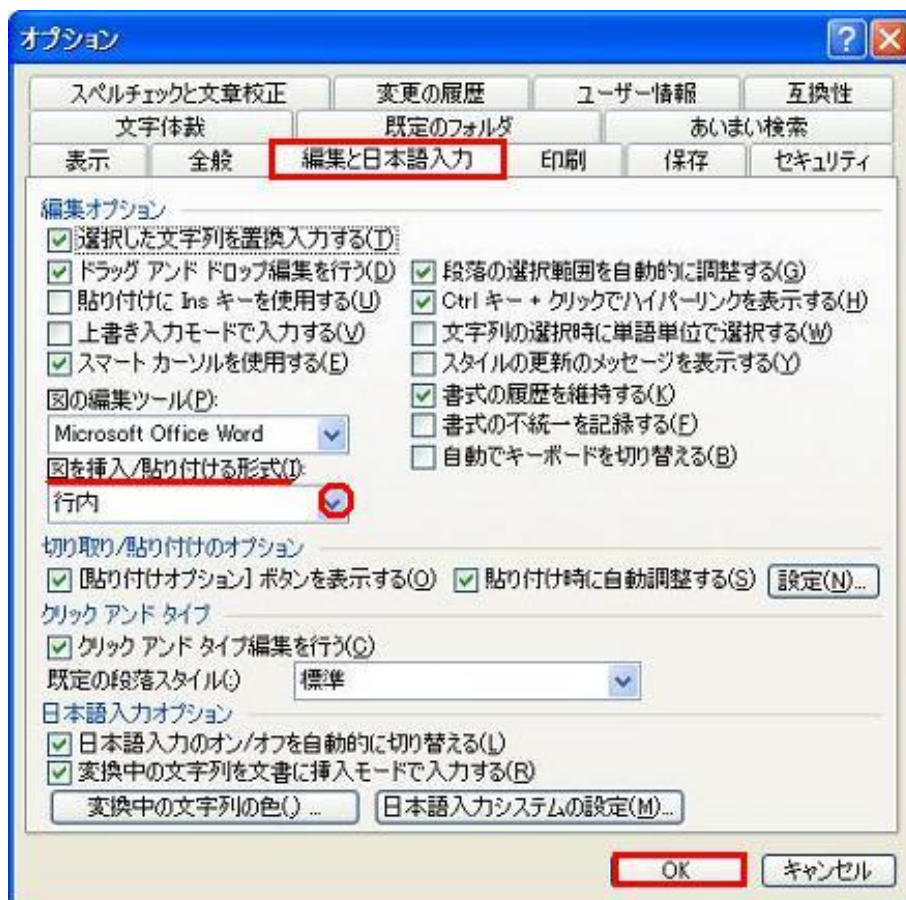 オプション
スペルチェックと文章校正 変更の履歴 ユーザー情報 互換性
文字体裁 既定のフォルダ あいまい検索
表示 全般 編集と日本語入力 印刷 保存 セキュリティ
編集オプション
選択した文字列を置換入力する(T)
ドラッグ アンド ドロップ編集を行う(D) 段落の選択範囲を自動的に調整する(G)
貼り付けに Ins キーを使用する(U) Ctrl キー + クリックでハイパーリンクを表示する(H)
上書き入力モードで入力する(V) 文字列の選択時に単語単位で選択する(W)
スマート カーソルを使用する(E) スタイルの更新のメッセージを表示する(Y)
図の編集ツール(P): 書式の履歴を維持する(K)
Microsoft Office Word 書式の不統一を記録する(F)
図を挿入/貼り付ける形式(I): 自動でキーボードを切り替える(B)
行内
切り取り/貼り付けのオプション
[貼り付けオプション] ボタンを表示する(O) 貼り付け時に自動調整する(S) 設定(N)...
クリック アンド タイプ
クリック アンド タイプ編集を行う(C)
既定の段落スタイル(:) 標準
日本語入力オプション
日本語入力のオン/オフを自動的に切り替える(L)
変換中の文字列を文書に挿入モードで入力する(R)
変換中の文字列の色() ... 日本語入力システムの設定(M)...
OK キャンセル